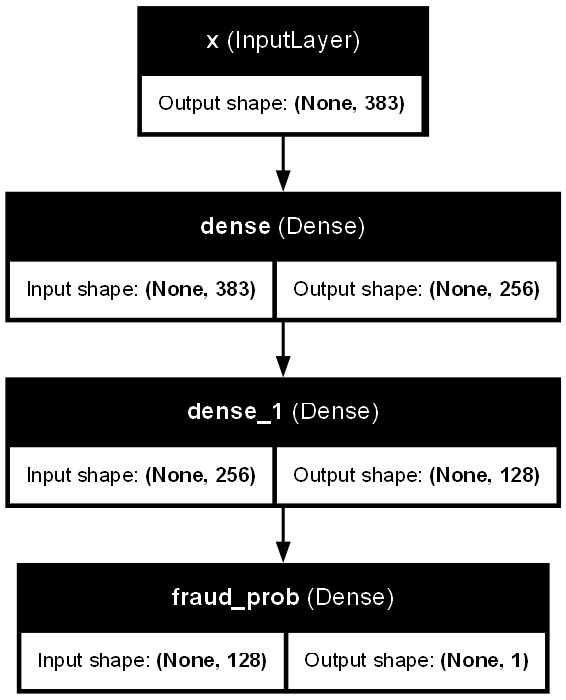 x (InputLayer)
Output shape: (None, 383)
dense (Dense)
Input shape: (None, 383) Output shape: (None, 256)
dense_1 (Dense)
Input shape: (None, 256) Output shape: (None, 128)
fraud_prob (Dense)
Input shape: (None, 128) Output shape: (None, 1)